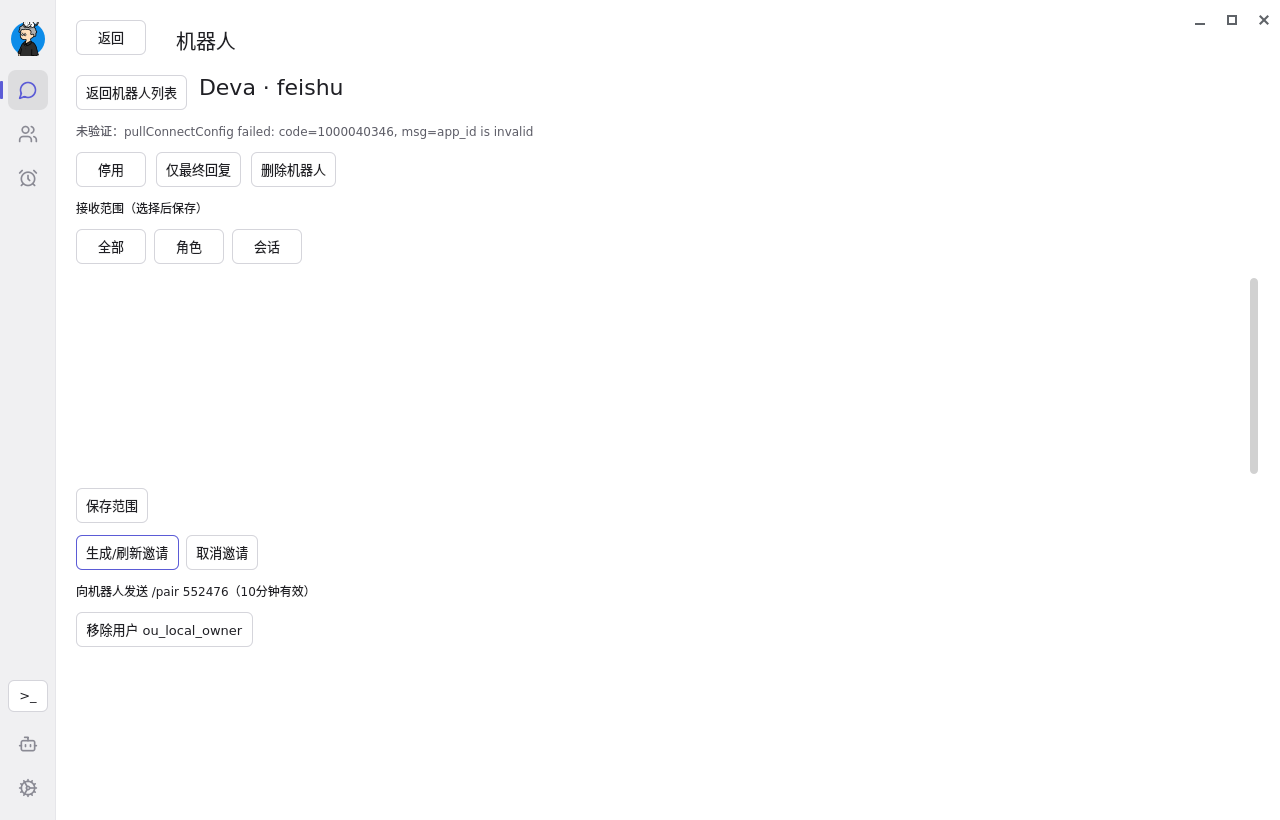 返回 机器人
返回机器人列表 Deva · feishu
未验证: pullConnectConfig failed: code=1000040346, msg=app_id is invalid
停用 仅最终回复 删除机器人
接收范围（选择后保存）
全部 角色 会话
保存范围
生成/刷新邀请 取消邀请
向机器人发送 /pair 552476（10分钟有效）
移除用户 ou_local_owner
>_